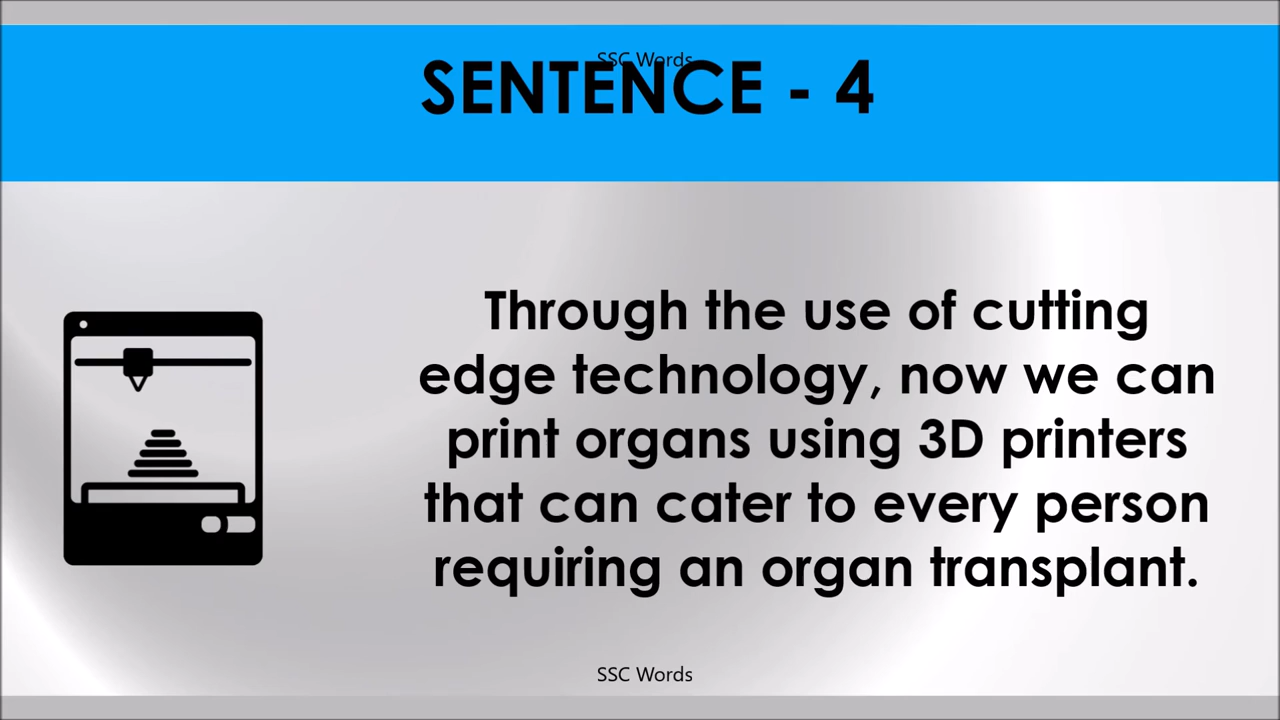 SSC Words
SENTENCE - 4
Through the use of cutting
edge technology, now we can
print organs using 3D printers
that can cater to every person
requiring an organ transplant.
SSC Words